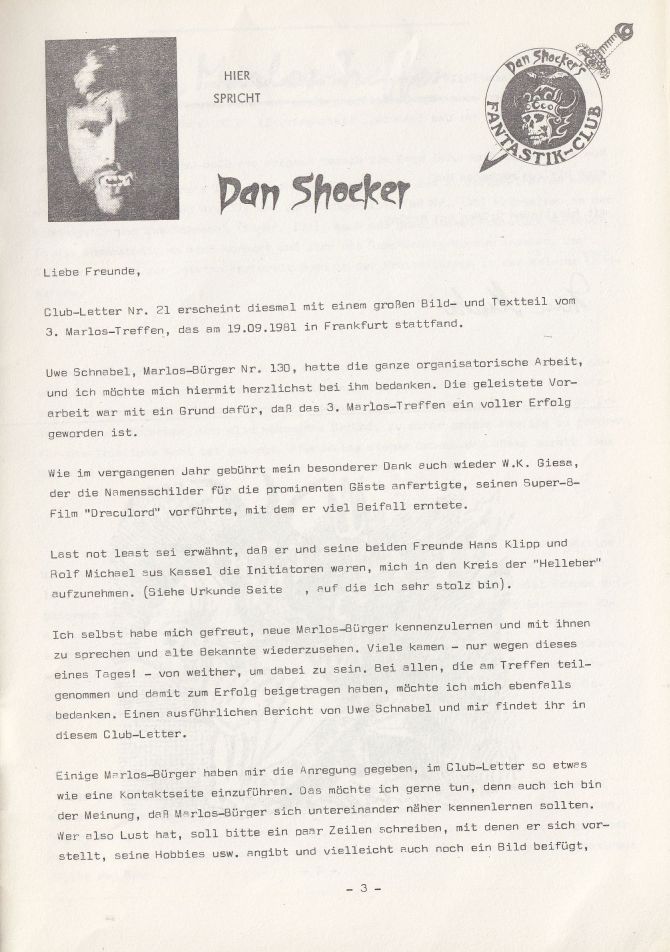 HIER
SPRICHT
Dan Shocker
Dan Shocker's
FANTASTIK-CLUB
Liebe Freunde,
Club-Letter Nr. 21 erscheint diesmal mit einem großen Bild- und Textteil vom
3. Marlos-Treffen, das am 19.09.1981 in Frankfurt stattfand.
Uwe Schnabel, Marlos-Bürger Nr. 130, hatte die ganze organisatorische Arbeit,
und ich möchte mich hiermit herzlichst bei ihm bedanken. Die geleistete Vor-
arbeit war mit ein Grund dafür, daß das 3. Marlos-Treffen ein voller Erfolg
geworden ist.
Wie im vergangenen Jahr gebührt mein besonderer Dank auch wieder W.K. Giesa,
der die Namensschilder für die prominenten Gäste anfertigte, seinen Super-8-
Film "Draculord" vorführte, mit dem er viel Beifall erntete.
Last not least sei erwähnt, daß er und seine beiden Freunde Hans Klipp und
Rolf Michael aus Kassel die Initiatoren waren, mich in den Kreis der "Helleber"
aufzunehmen. (Siehe Urkunde Seite , auf die ich sehr stolz bin).
Ich selbst habe mich gefreut, neue Marlos-Bürger kennenzulernen und mit ihnen
zu sprechen und alte Bekannte wiederzusehen. Viele kamen - nur wegen dieses
eines Tages! - von weither, um dabei zu sein. Bei allen, die am Treffen teil-
genommen und damit zum Erfolg beigetragen haben, möchte ich mich ebenfalls
bedanken. Einen ausführlichen Bericht von Uwe Schnabel und mir findet ihr in
diesem Club-Letter.
Einige Marlos-Bürger haben mir die Anregung gegeben, im Club-Letter so etwas
wie eine Kontaktseite einzuführen. Das möchte ich gerne tun, denn auch ich bin
der Meinung, daß Marlos-Bürger sich untereinander näher kennenlernen sollten.
Wer also Lust hat, soll bitte ein paar Zeilen schreiben, mit denen er sich vor-
stellt, seine Hobbies usw. angibt und vielleicht auch noch ein Bild beifügt,
- 3 -